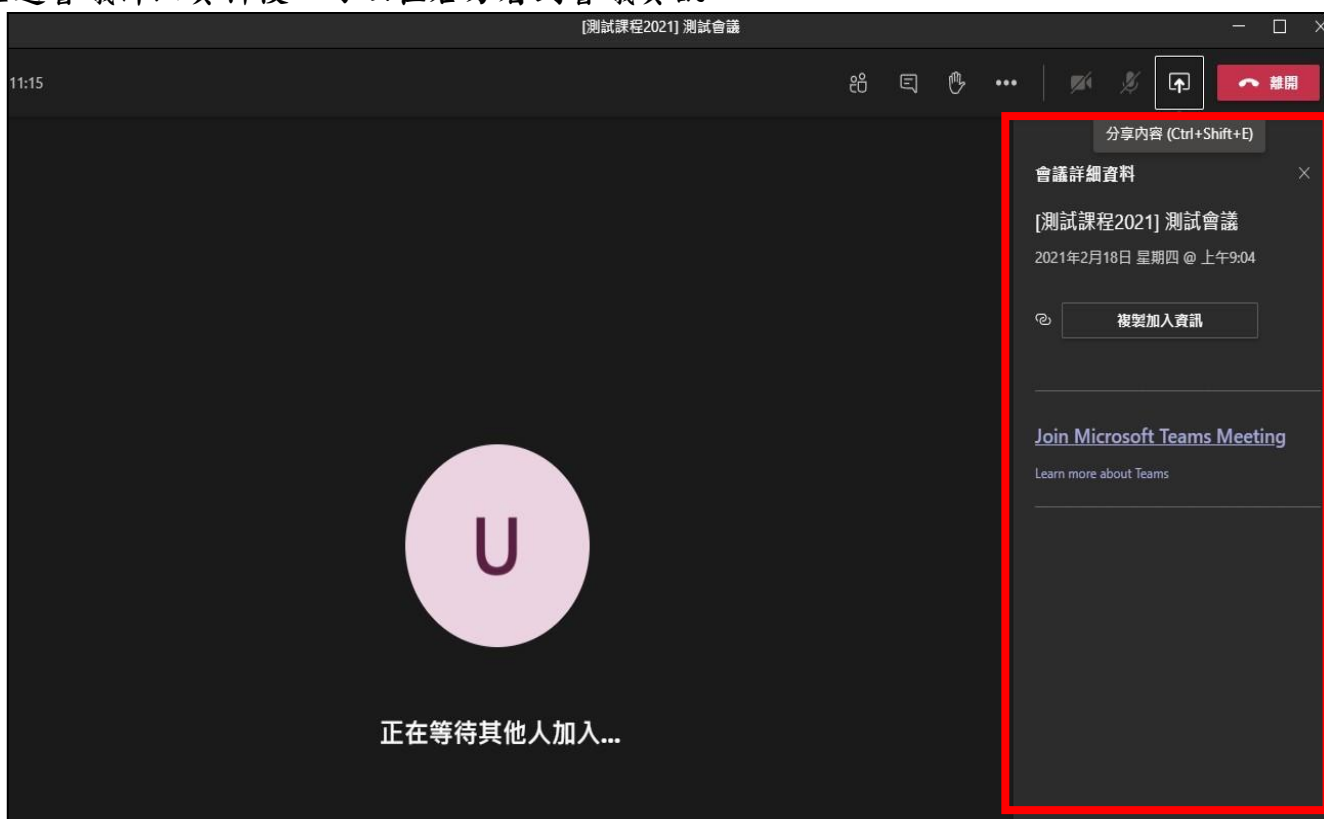 [測試課程2021] 測試會議
11:15
離開
分享內容 (Ctrl+Shift+E)
會議詳細資料
[測試課程2021] 測試會議
2021年2月18日 星期四 @ 上午9:04
複製加入資訊
Join Microsoft Teams Meeting
Learn more about Teams
U
正在等待其他人加入...